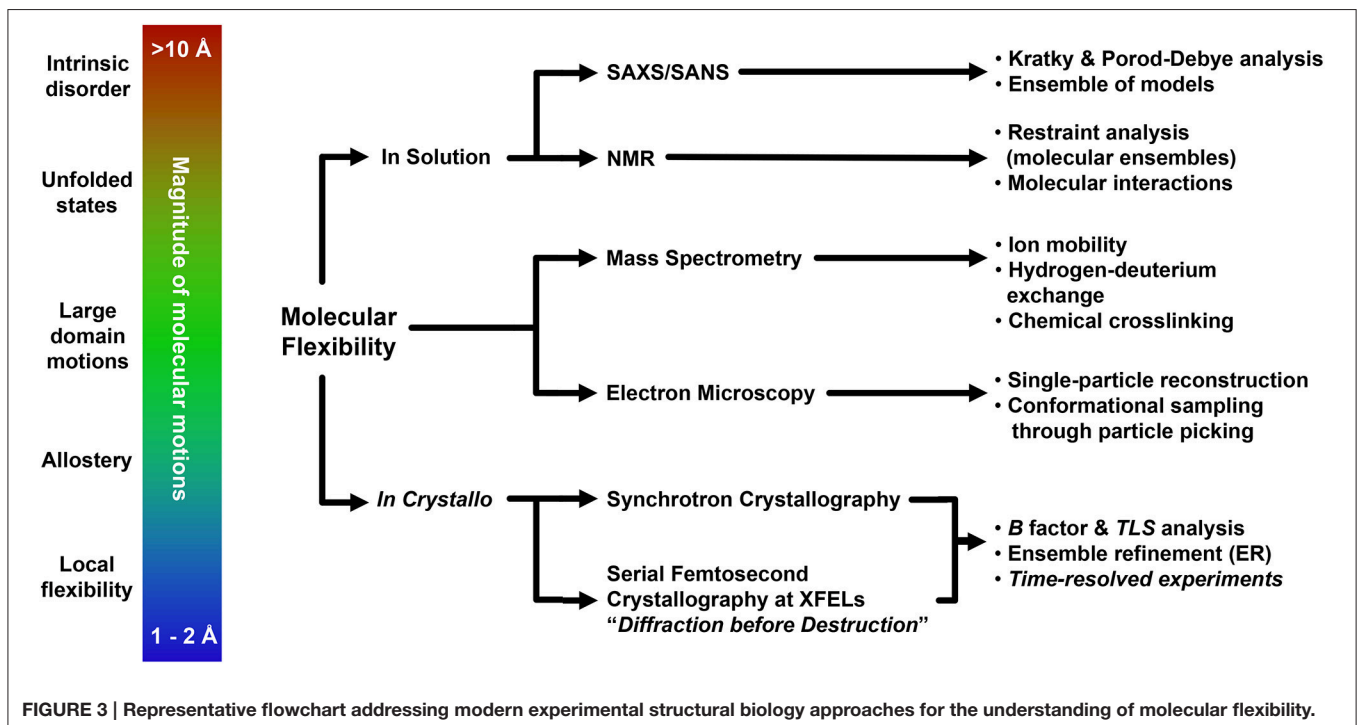 >10 Å
Intrinsic
disorder
Unfolded
states
Large
domain
motions
Allostery
Local
flexibility
1 - 2 Å
Magnitude of molecular motions
Molecular
Flexibility
In Solution
SAXS/SANS
• Kratky & Porod-Debye analysis
• Ensemble of models
NMR
• Restraint analysis
(molecular ensembles)
• Molecular interactions
Mass Spectrometry
• Ion mobility
• Hydrogen-deuterium
exchange
• Chemical crosslinking
Electron Microscopy
• Single-particle reconstruction
• Conformational sampling
through particle picking
In Crystallo
Synchrotron Crystallography
Serial Femtosecond
Crystallography at XFELs
“Diffraction before Destruction”
• B factor & TLS analysis
• Ensemble refinement (ER)
• Time-resolved experiments
FIGURE 3 | Representative flowchart addressing modern experimental structural biology approaches for the understanding of molecular flexibility.